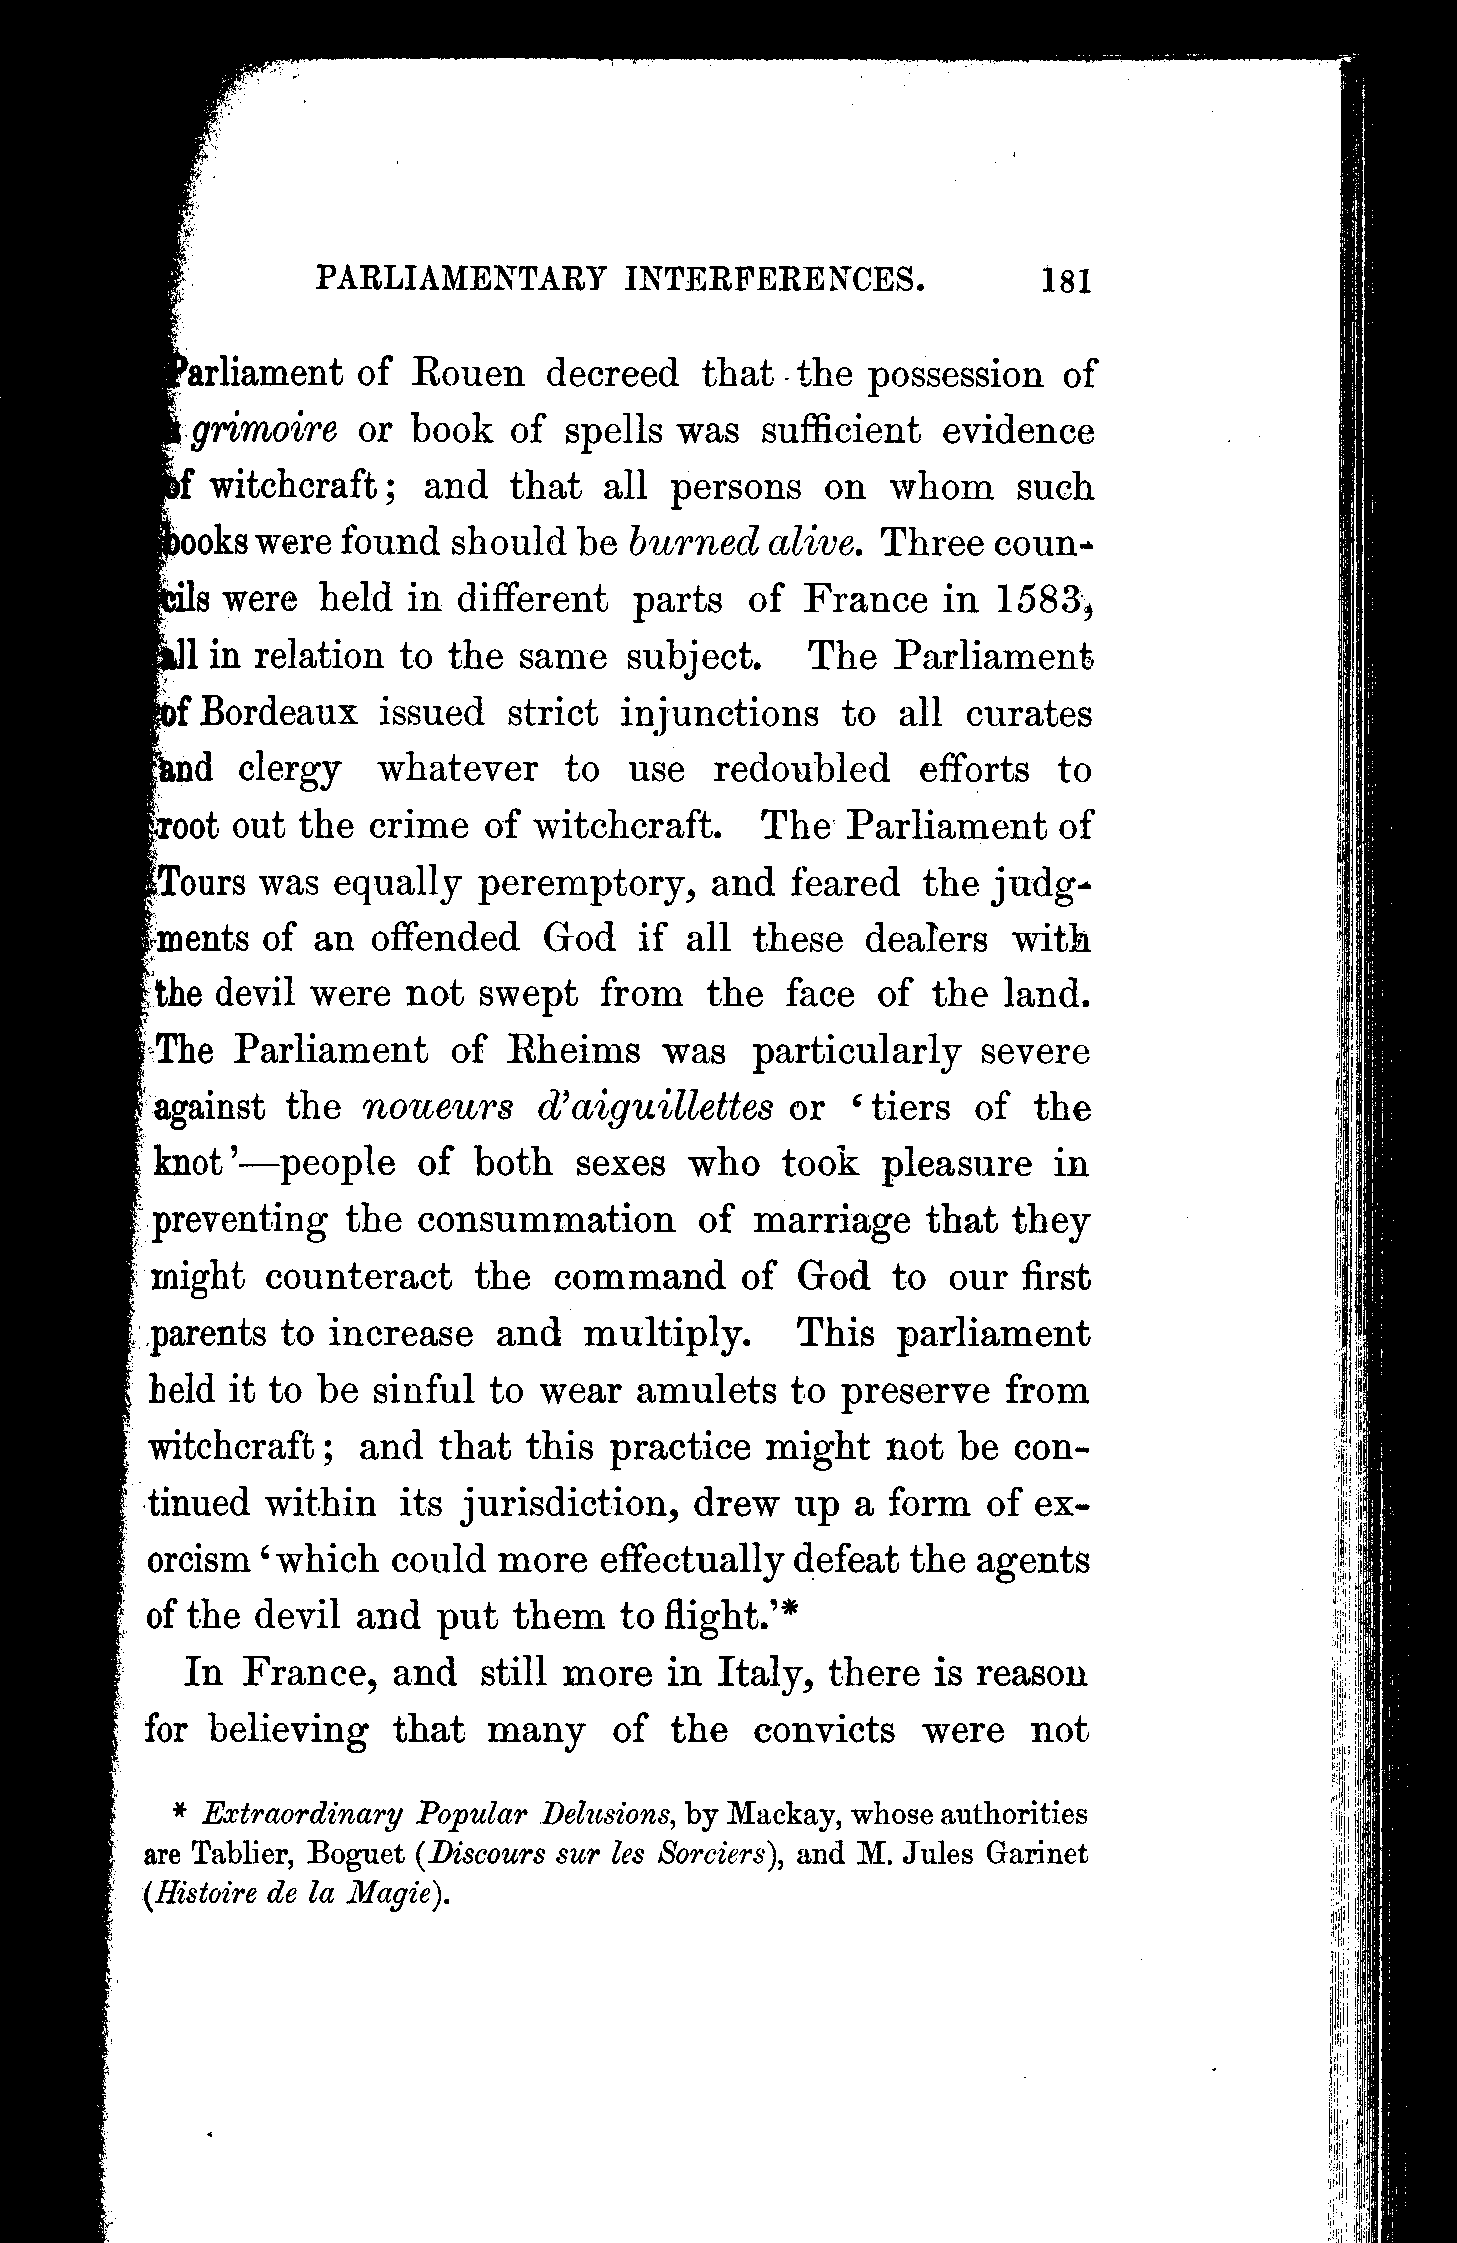 PARLIAMENTARY INTERFERENCES. 181
Parliament of Rouen decreed that the possession of
a grimoire or book of spells was sufficient evidence
of witchcraft; and that all persons on whom such
books were found should be burned alive. Three coun-
cils were held in different parts of France in 1583,
all in relation to the same subject. The Parliament
of Bordeaux issued strict injunctions to all curates
and clergy whatever to use redoubled efforts to
root out the crime of witchcraft. The Parliament of
Tours was equally peremptory, and feared the judg-
ments of an offended God if all these dealers with
the devil were not swept from the face of the land.
The Parliament of Rheims was particularly severe
against the noueurs d'aiguillettes or ‘tiers of the
knot’—people of both sexes who took pleasure in
preventing the consummation of marriage that they
might counteract the command of God to our first
parents to increase and multiply. This parliament
held it to be sinful to wear amulets to preserve from
witchcraft; and that this practice might not be con-
tinued within its jurisdiction, drew up a form of ex-
orcism ‘which could more effectually defeat the agents
of the devil and put them to flight.’*
In France, and still more in Italy, there is reason
for believing that many of the convicts were not
* Extraordinary Popular Delusions, by Mackay, whose authorities
are Tablier, Boguet (Discours sur les Sorciers), and M. Jules Garinet
(Histoire de la Magie).